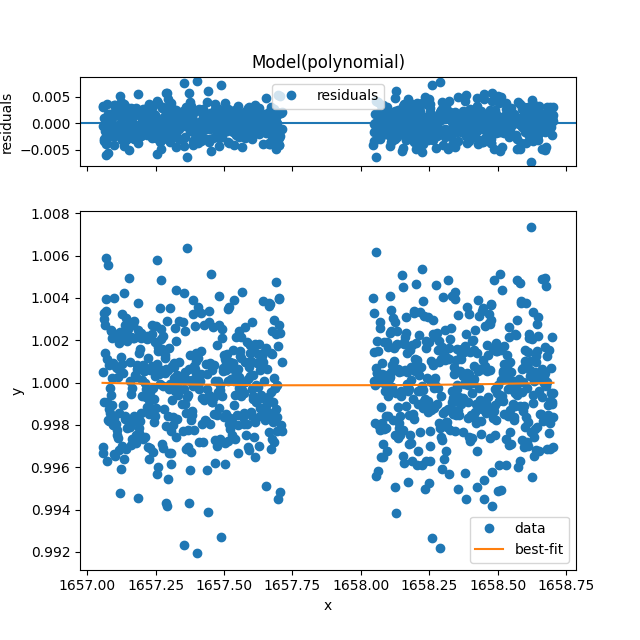 Model(polynomial)
residuals
0.005
0.000
−0.005
residuals
1.008
1.006
1.004
1.002
1.000
0.998
0.996
0.994
0.992
y
data
best-fit
1657.00 1657.25 1657.50 1657.75 1658.00 1658.25 1658.50 1658.75
x